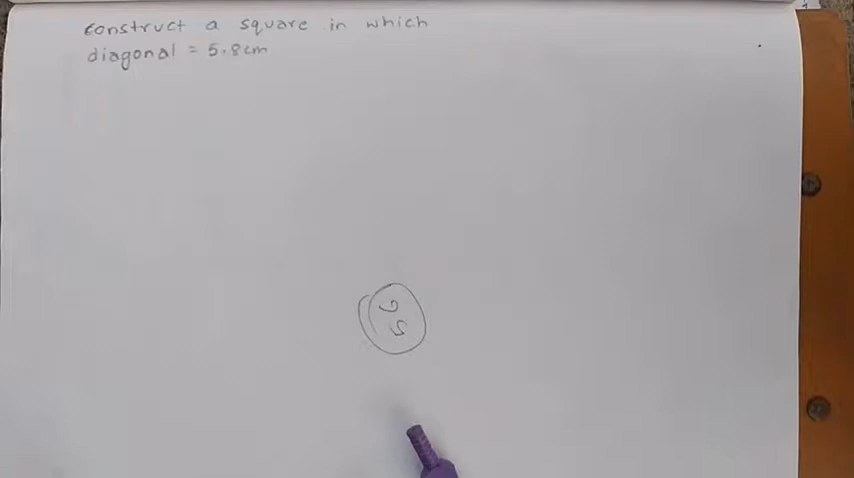 construct a square in which
diagonal = 5.8cm